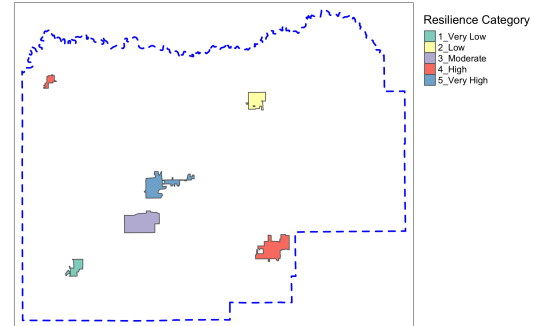 Resilience Category
1_Very Low
2_Low
3_Moderate
4_High
5_Very High